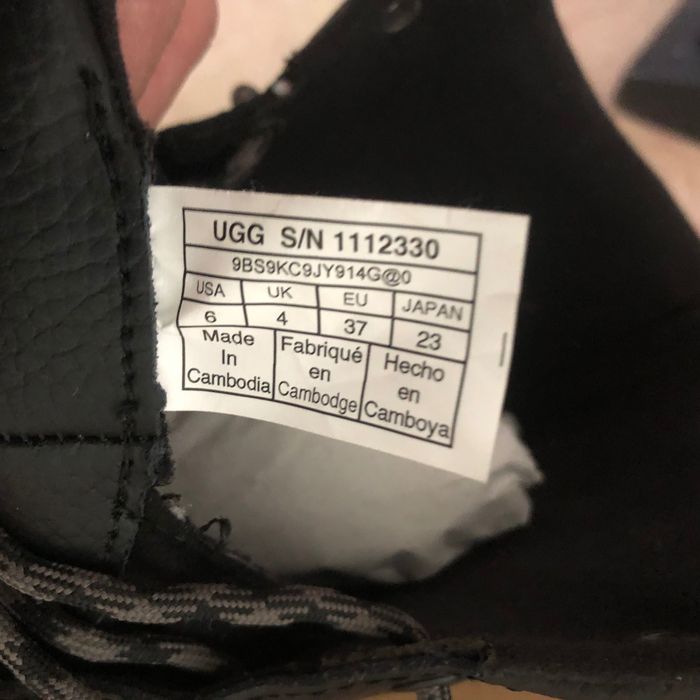 UGG S/N 1112330
9BS9KC9JY914G@0
USA UK EU JAPAN
6 4 37 23
Made Fabriqué Hecho
In en en
Cambodia Cambodge Camboya